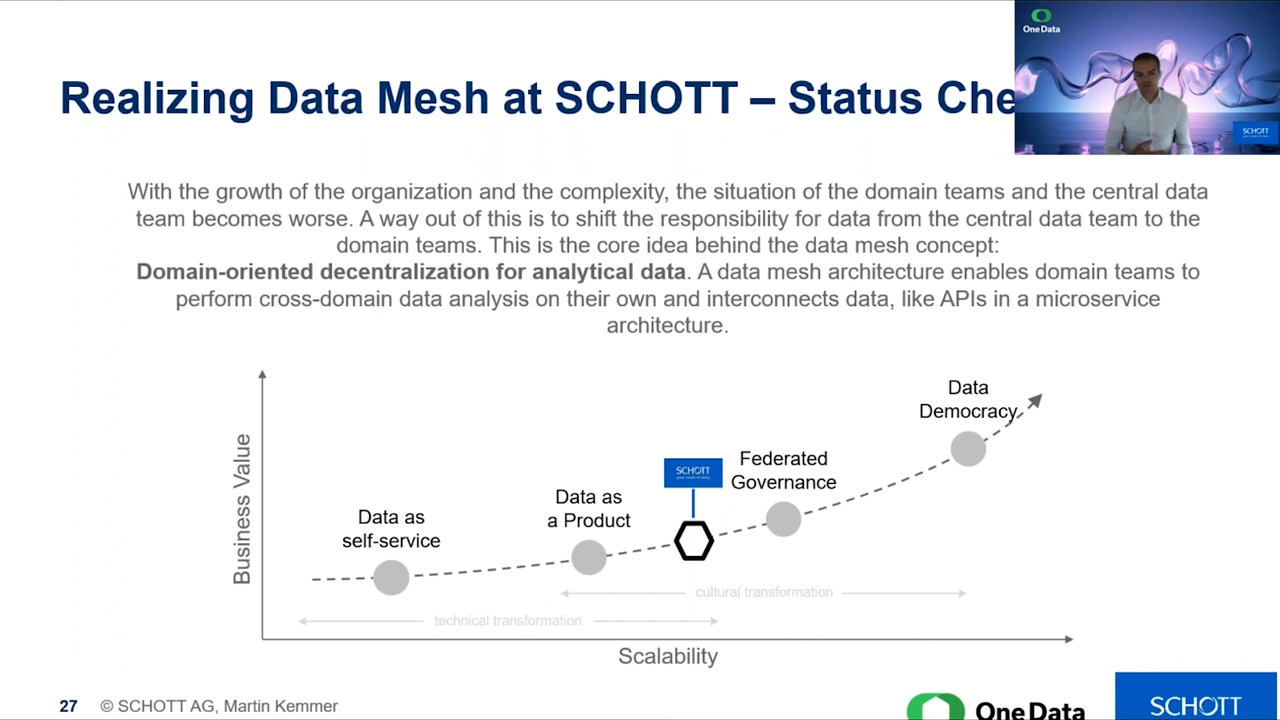 Realizing Data Mesh at SCHOTT – Status Che
One Data
SCHOTT
With the growth of the organization and the complexity, the situation of the domain teams and the central data
team becomes worse. A way out of this is to shift the responsibility for data from the central data team to the
domain teams. This is the core idea behind the data mesh concept:
Domain-oriented decentralization for analytical data. A data mesh architecture enables domain teams to
perform cross-domain data analysis on their own and interconnects data, like APIs in a microservice
architecture.
Data
Democracy
Federated
Governance
SCHOTT
Data as
a Product
Data as
self-service
Business Value
cultural transformation
technical transformation
Scalability
27 © SCHOTT AG, Martin Kemmer
One Data
SCHOTT